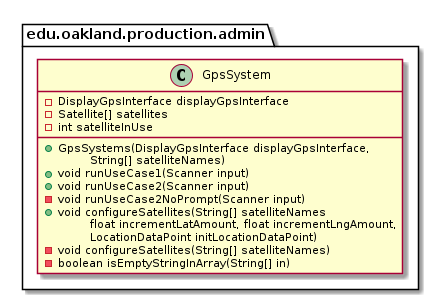 edu.oakland.production.admin
C GpsSystem
DisplayGpsInterface displayGpsInterface
Satellite[] satellites
int satelliteInUse
GpsSystems(DisplayGpsInterface displayGpsInterface,
String[] satelliteNames)
void runUseCase1(Scanner input)
void runUseCase2(Scanner input)
void runUseCase2NoPrompt(Scanner input)
void configureSatellites(String[] satelliteNames
float incrementLatAmount, float incrementLngAmount,
LocationDataPoint initLocationDataPoint)
void configureSatellites(String[] satelliteNames)
boolean isEmptyStringInArray(String[] in)